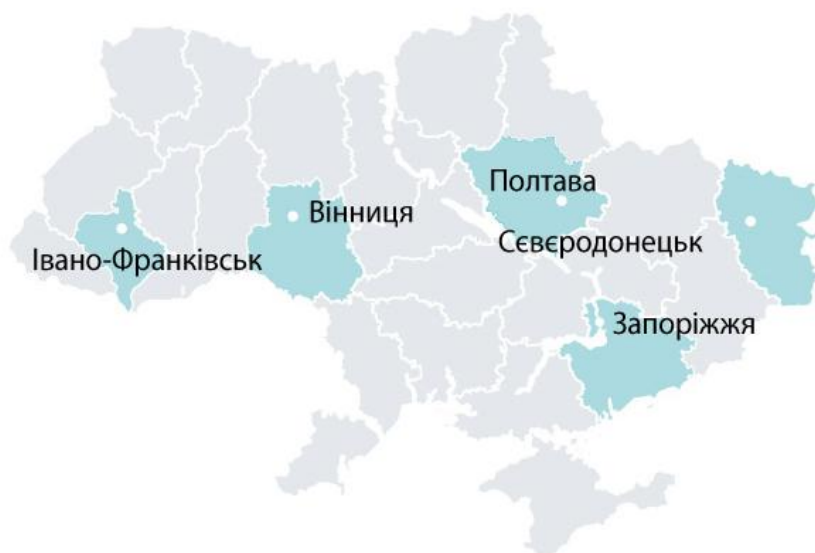 Полтава
Вінниця
Сєвєродонецьк
Івано-Франківськ
Запоріжжя